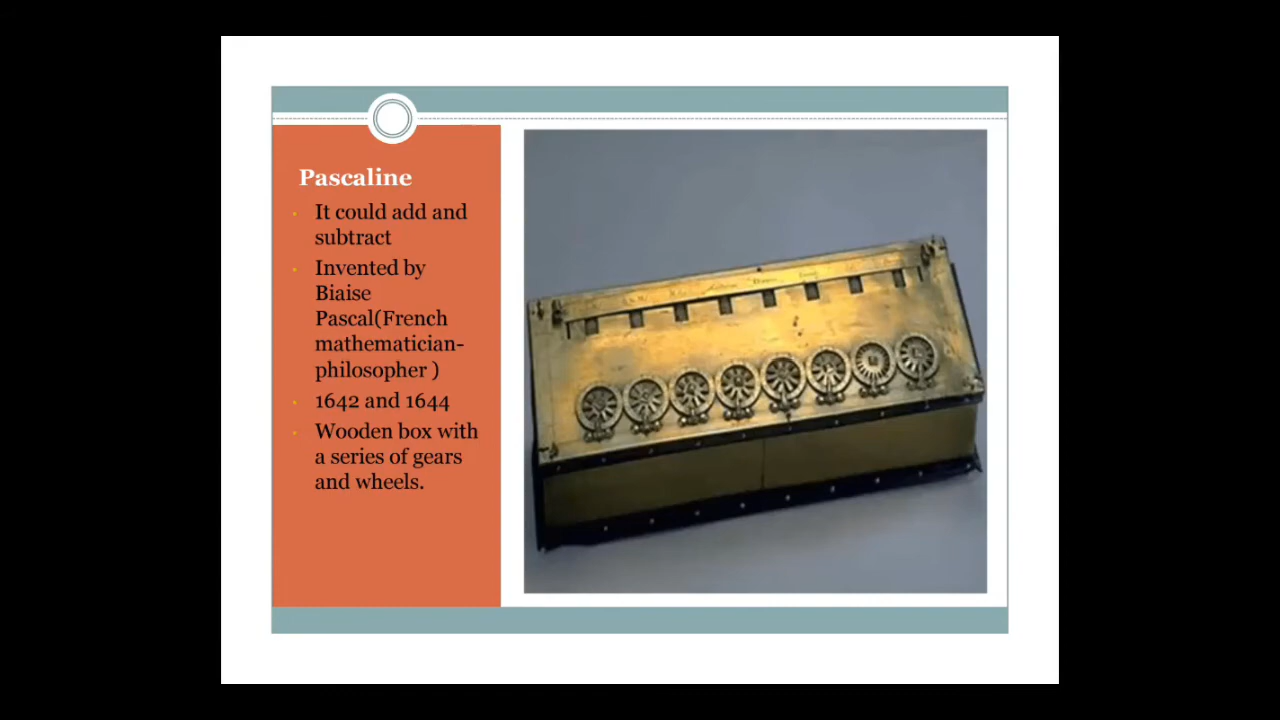 Pascaline
It could add and
subtract
Invented by
Biaise
Pascal(French
mathematician-
philosopher )
1642 and 1644
Wooden box with
a series of gears
and wheels.